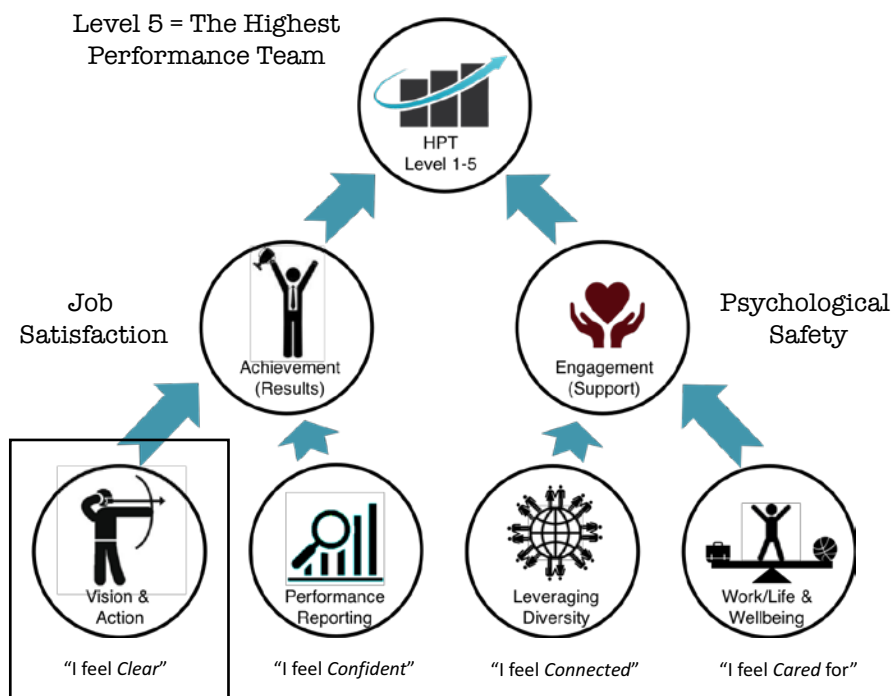 Level 5 = The Highest
Performance Team
HPT
Level 1-5
Job
Satisfaction
Achievement
(Results)
Engagement
(Support)
Psychological
Safety
Vision &
Action
Performance
Reporting
Leveraging
Diversity
Work/Life &
Wellbeing
“I feel Clear”
“I feel Confident”
“I feel Connected”
“I feel Cared for”